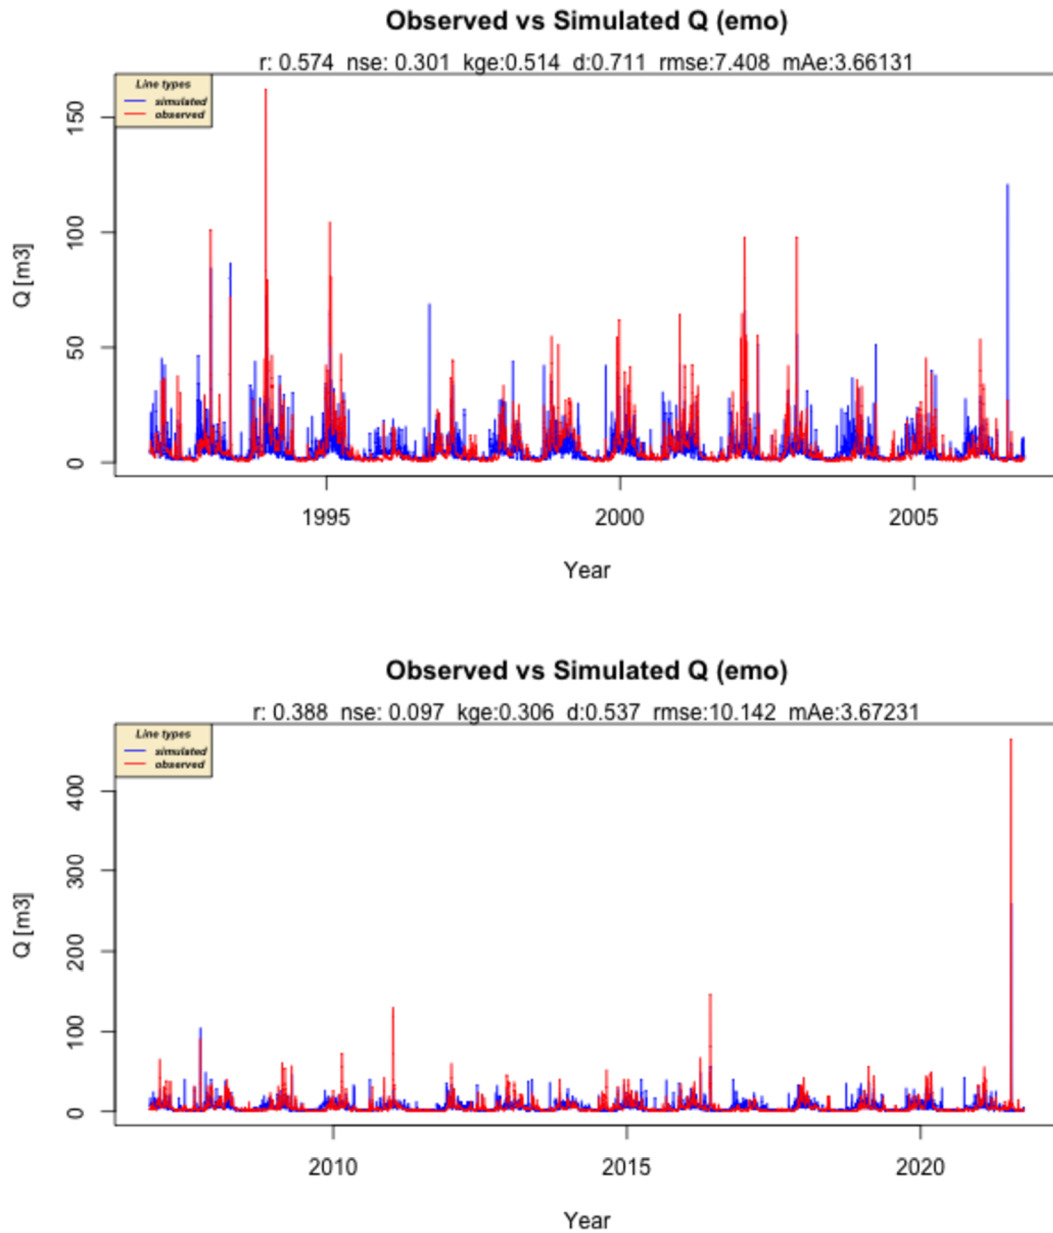 Observed vs Simulated Q (emo)
r: 0.574 nse: 0.301 kge:0.514 d:0.711 rmse:7.408 mAe:3.66131
Line types
simulated
observed
150
100
50
0
Q [m3]
1995 2000 2005
Year
Observed vs Simulated Q (emo)
r: 0.388 nse: 0.097 kge:0.306 d:0.537 rmse:10.142 mAe:3.67231
Line types
simulated
observed
400
300
200
100
0
Q [m3]
2010 2015 2020
Year